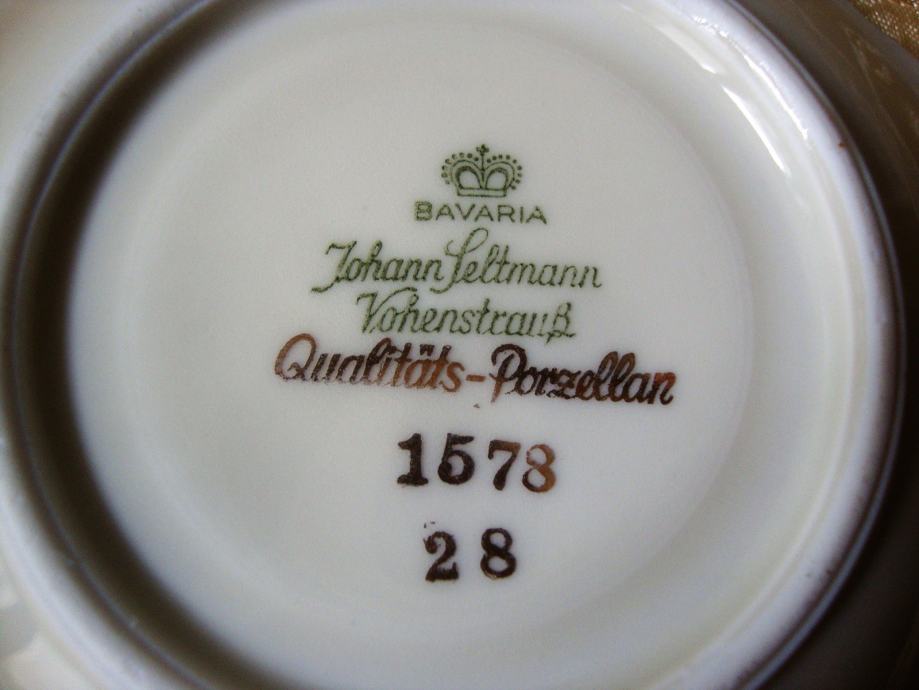 BAVARIA
Johann Seltmann
Vohenstrauß
Qualitäts-Porzellan
1578
28